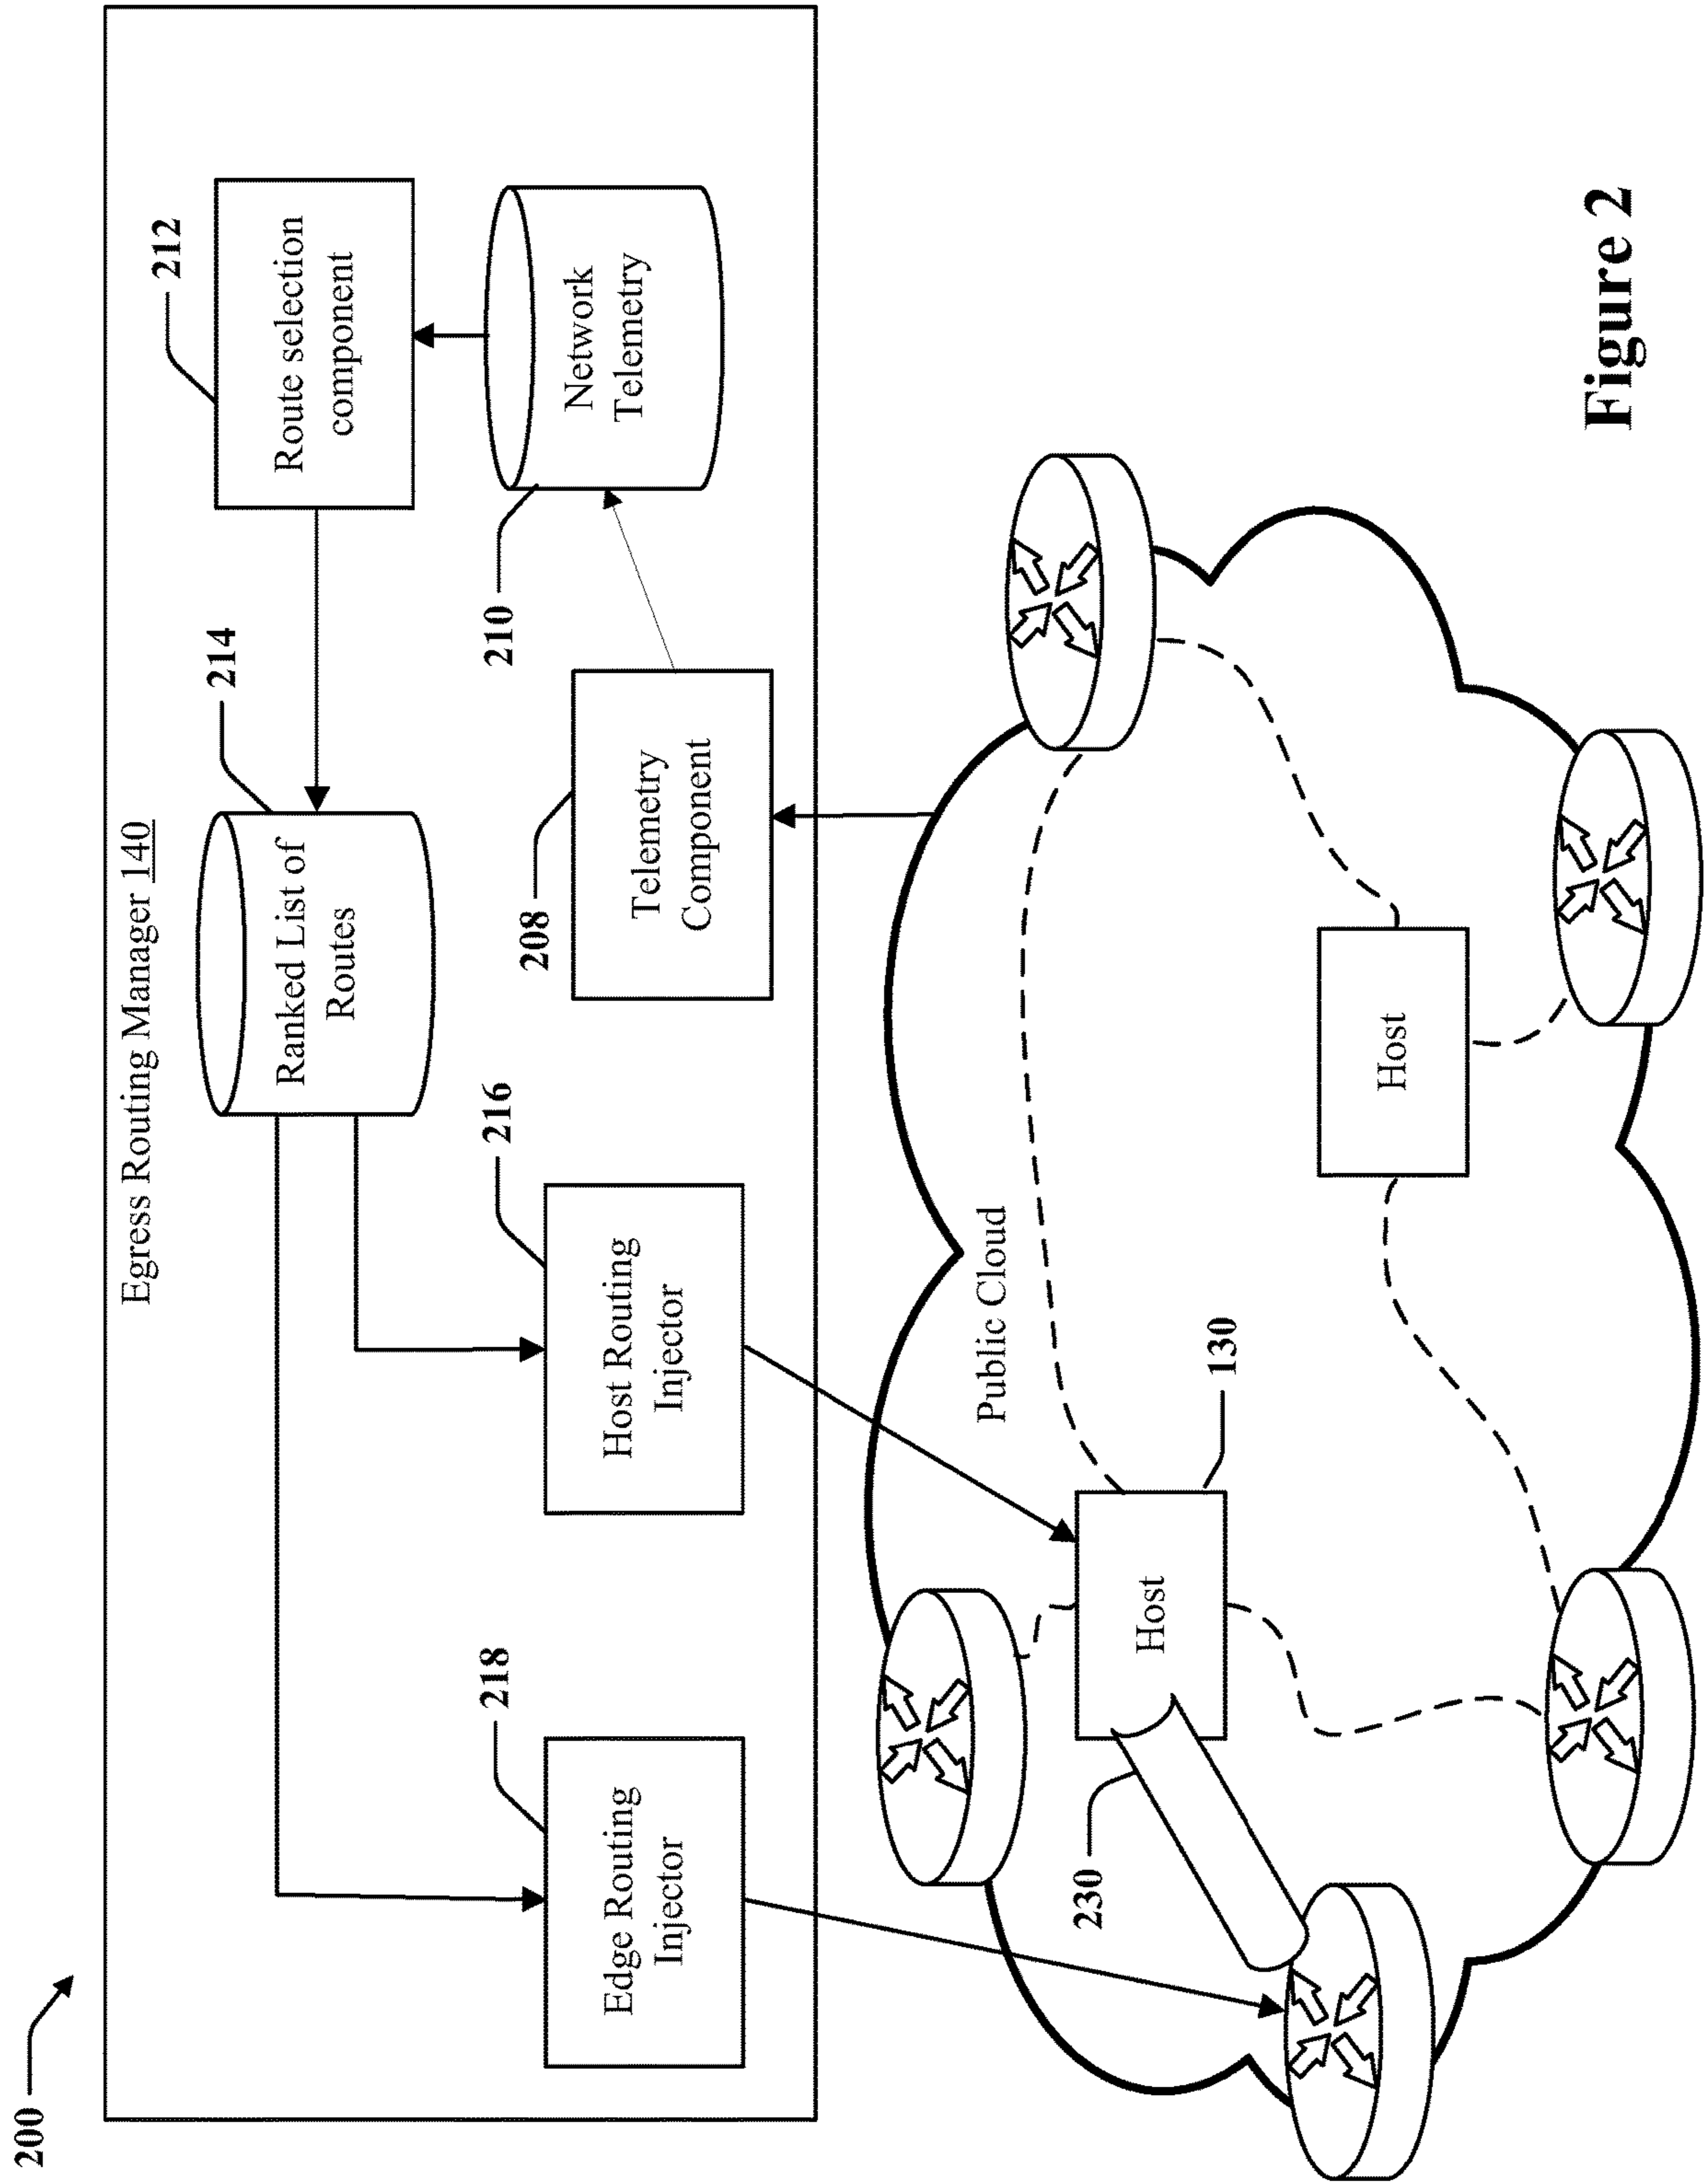 200
Egress Routing Manager 140
214
212
Ranked List of
Routes
Route selection
component
218
216
208
210
Edge Routing
Injector
Host Routing
Injector
Telemetry
Component
Network
Telemetry
Public Cloud
230
130
Host
Host
Figure 2